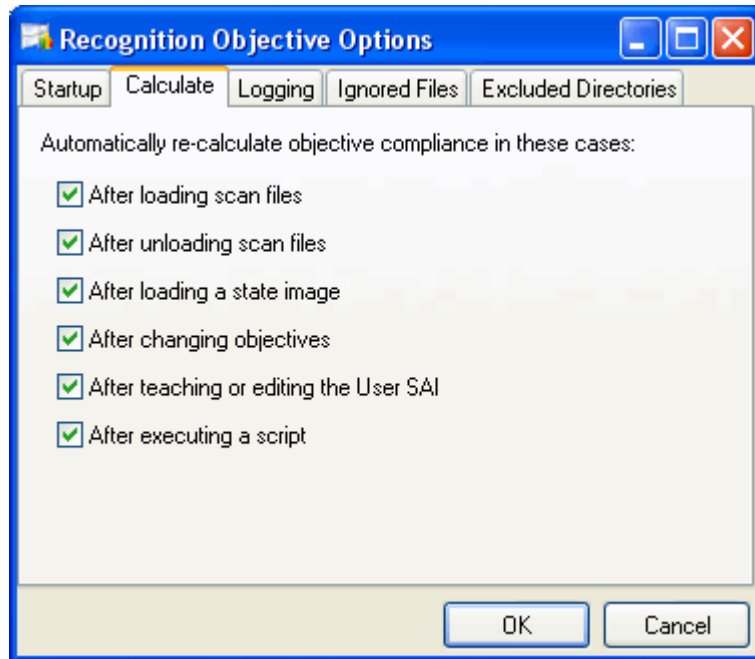 Recognition Objective Options
Startup Calculate Logging Ignored Files Excluded Directories
Automatically re-calculate objective compliance in these cases:
After loading scan files
After unloading scan files
After loading a state image
After changing objectives
After teaching or editing the User SAI
After executing a script
OK Cancel